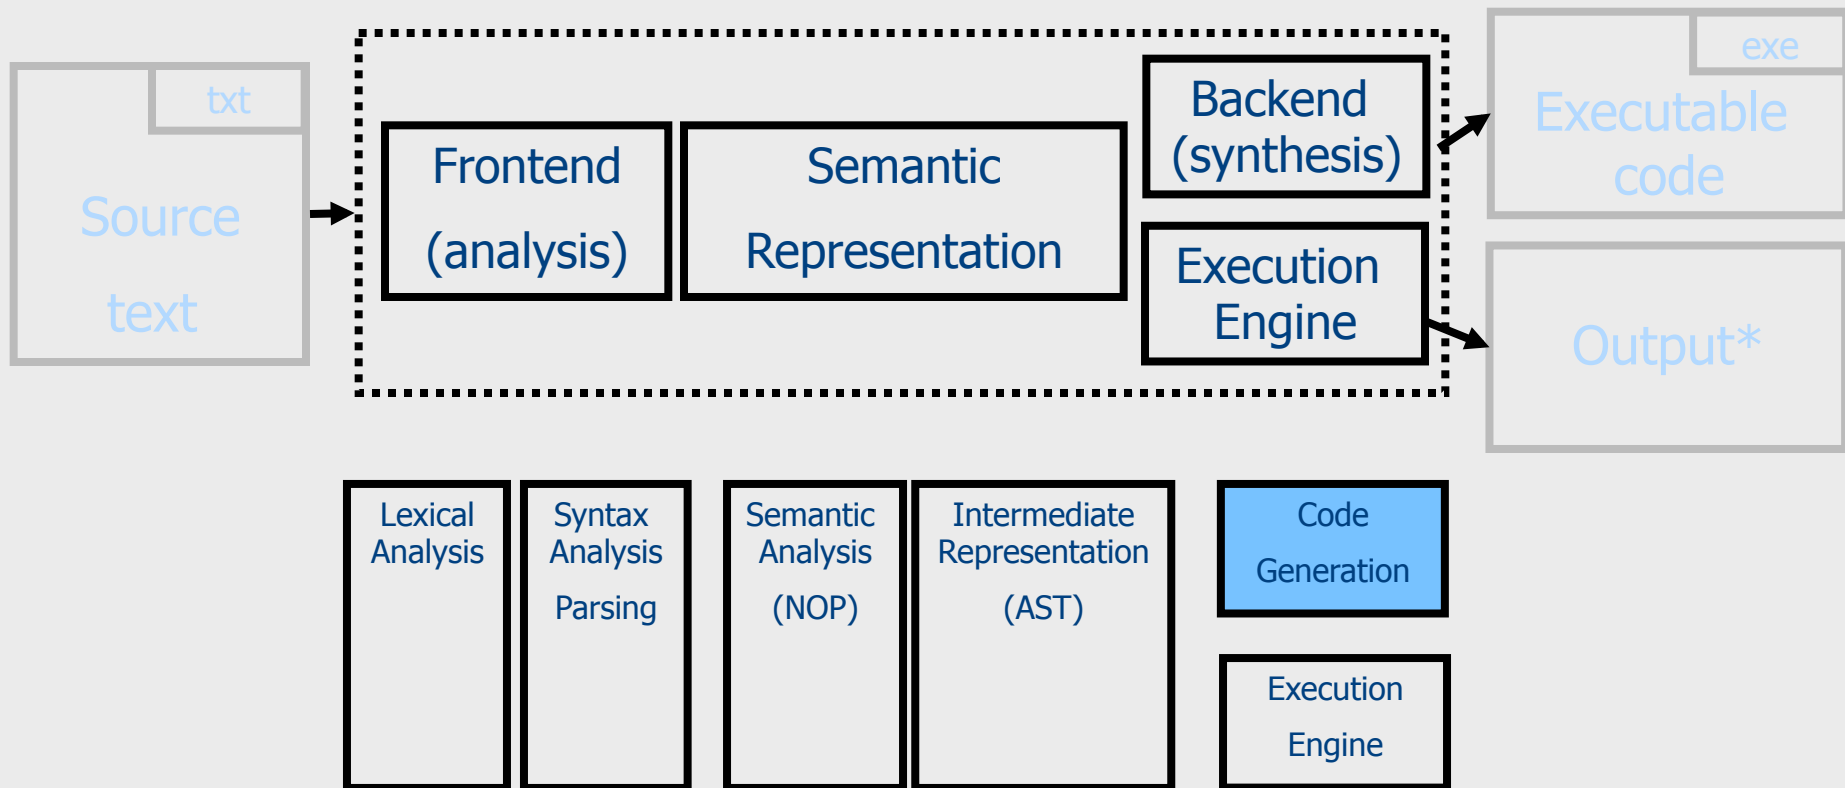 txt
Source
text
Frontend
(analysis)
Semantic
Representation
Backend
(synthesis)
Execution
Engine
exe
Executable
code
Output*
Lexical
Analysis
Syntax
Analysis
Parsing
Semantic
Analysis
(NOP)
Intermediate
Representation
(AST)
Code
Generation
Execution
Engine